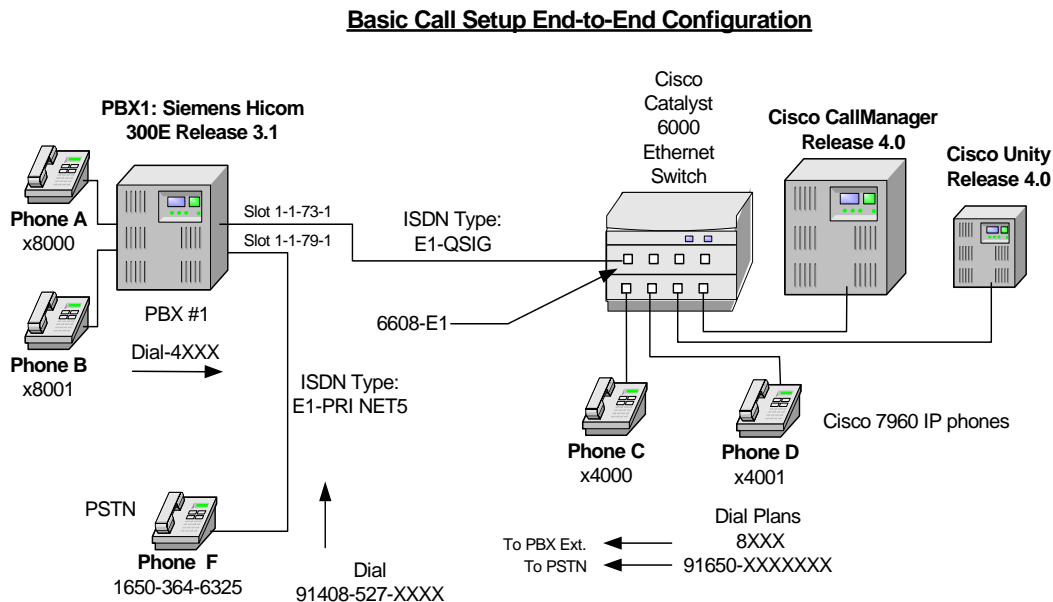 Basic Call Setup End-to-End Configuration
PBX1: Siemens Hicom
300E Release 3.1
Cisco
Catalyst
6000
Ethernet
Switch
Cisco CallManager
Release 4.0
Cisco Unity
Release 4.0
Phone A
x8000
Slot 1-1-73-1
Slot 1-1-79-1
ISDN Type:
E1-QSIG
PBX #1
6608-E1
Phone B
x8001
Dial-4XXX
ISDN Type:
E1-PRI NET5
Phone C
x4000
Phone D
x4001
Cisco 7960 IP phones
PSTN
Phone F
1650-364-6325
Dial
91408-527-XXXX
Dial Plans
To PBX Ext.
8XXX
To PSTN
91650-XXXXXXX